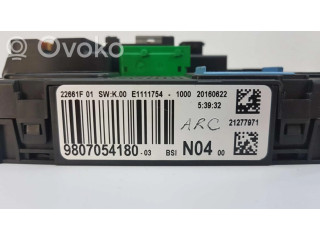 ovoko
22661F 01 SW:K.00 E1111754 - 1000 20160622
5:39:32
ARC
21277971
9807054180-03 BSI N04 00